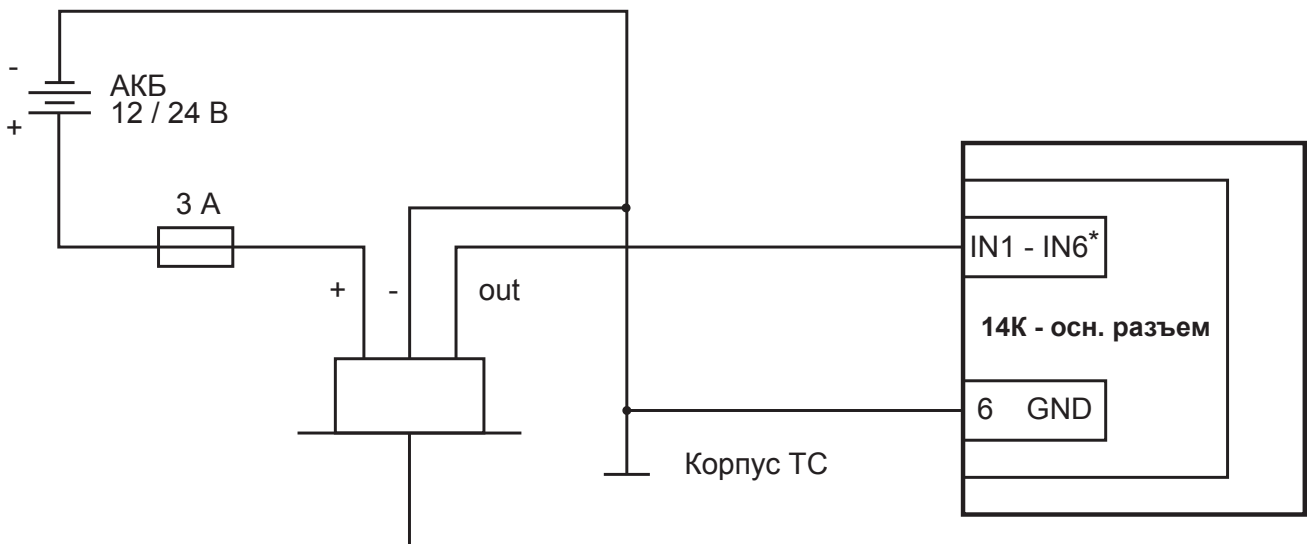 -
АКБ
12 / 24 В
+
3 А
+ - out
IN1 - IN6*
14К - осн. разъем
6 GND
Корпус ТС